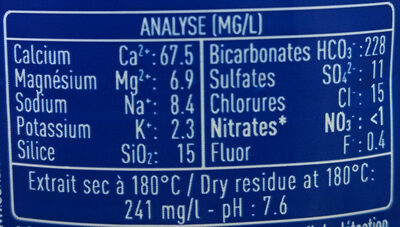 ANALYSE (MG/L)
Calcium Ca²⁺: 67.5
Magnésium Mg²⁺: 6.9
Sodium Na⁺: 8.4
Potassium K⁺: 2.3
Silice SiO₂: 15
Bicarbonates HCO₃⁻: 228
Sulfates SO₄²⁻: 11
Chlorures Cl⁻: 15
Nitrates* NO₃⁻: <1
Fluor F⁻: 0.4
Extrait sec à 180°C / Dry residue at 180°C:
241 mg/l - pH : 7.6